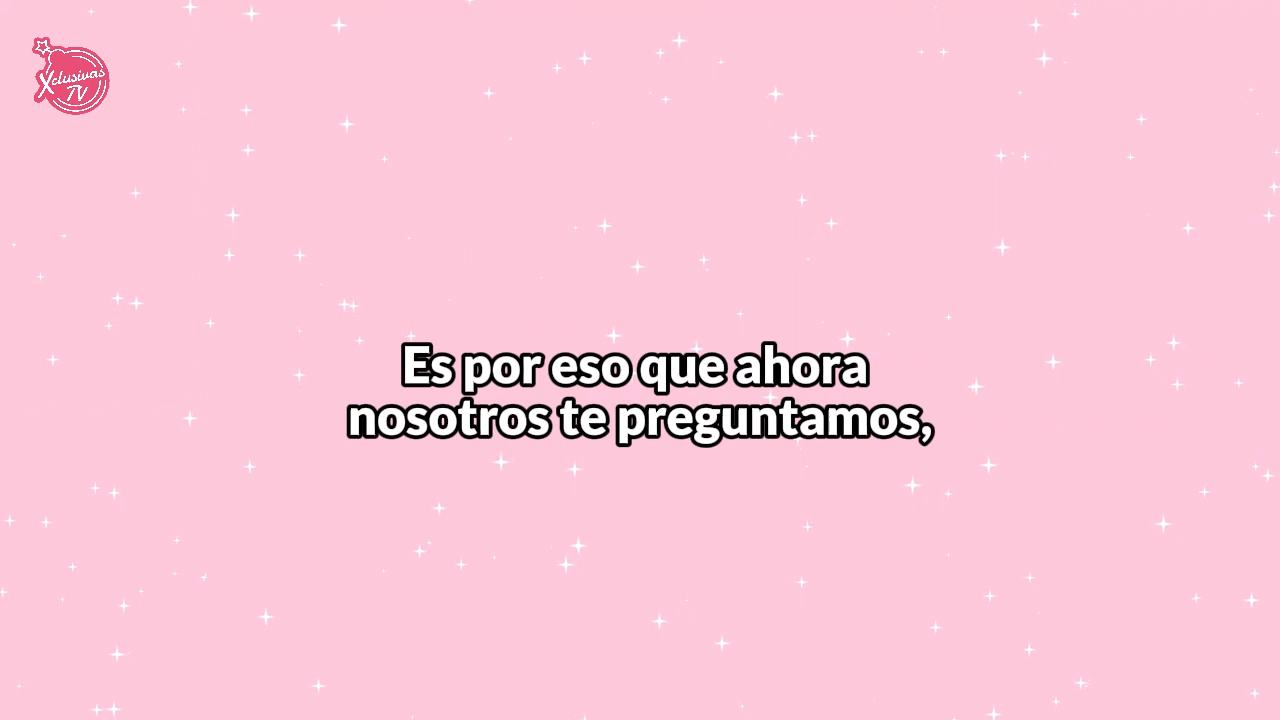 Xclusivas
TV
Es por eso que ahora
nosotros te preguntamos,